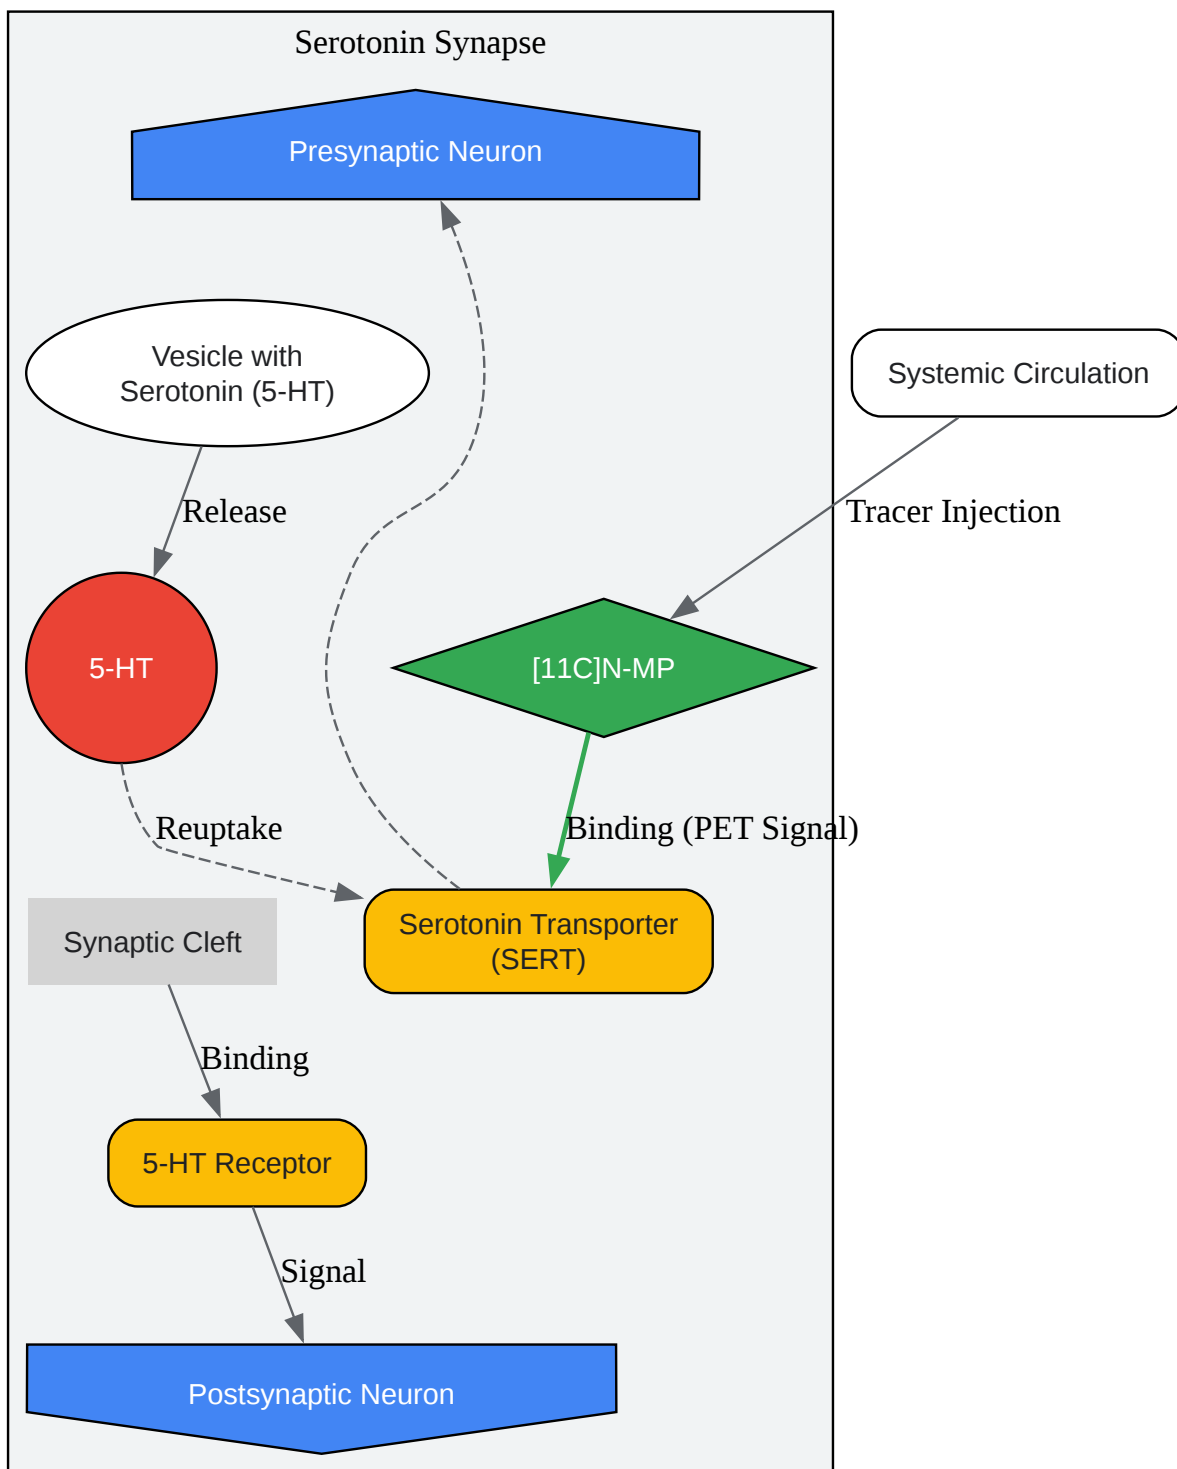 Serotonin Synapse
Presynaptic Neuron
Vesicle with
Serotonin (5-HT)
Systemic Circulation
Release
Tracer Injection
5-HT
[11C]N-MP
Reuptake
Binding (PET Signal)
Serotonin Transporter
(SERT)
Synaptic Cleft
Binding
5-HT Receptor
Signal
Postsynaptic Neuron